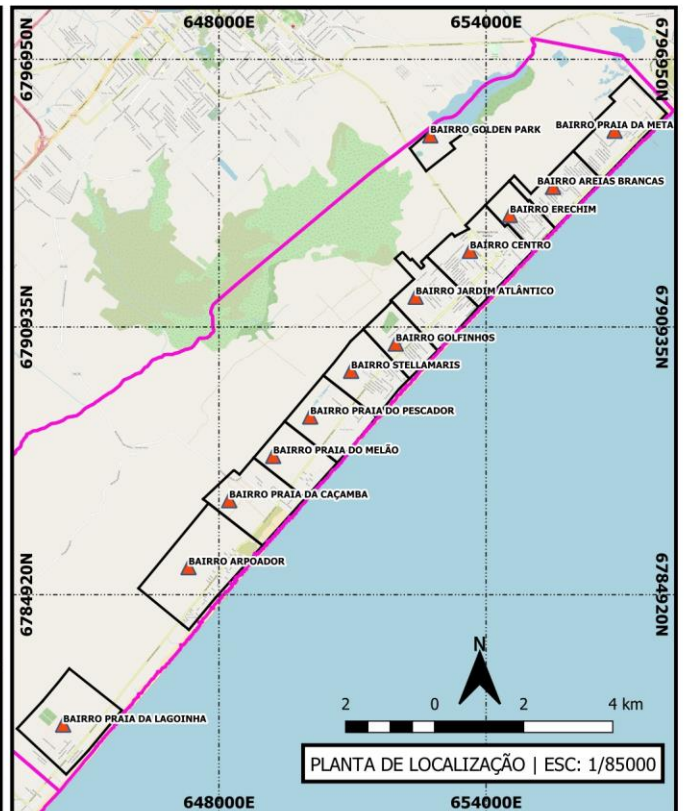 648000E
654000E
6796950N
6796950N
BAIRRO GOLDEN PARK
BAIRRO PRAIA DA META
BAIRRO AREIAS BRANCAS
BAIRRO ERECHIM
BAIRRO CENTRO
BAIRRO JARDIM ATLÂNTICO
6790935N
6790935N
BAIRRO GOLFINHOS
BAIRRO STELLAMARIS
BAIRRO PRAIA DO PESCADOR
BAIRRO PRAIA DO MELÃO
BAIRRO PRAIA DA CAÇAMBA
BAIRRO ARPOADOR
6784920N
6784920N
N
BAIRRO PRAIA DA LAGOINHA
2 0 2 4 km
PLANTA DE LOCALIZAÇÃO | ESC: 1/85000
648000E
654000E